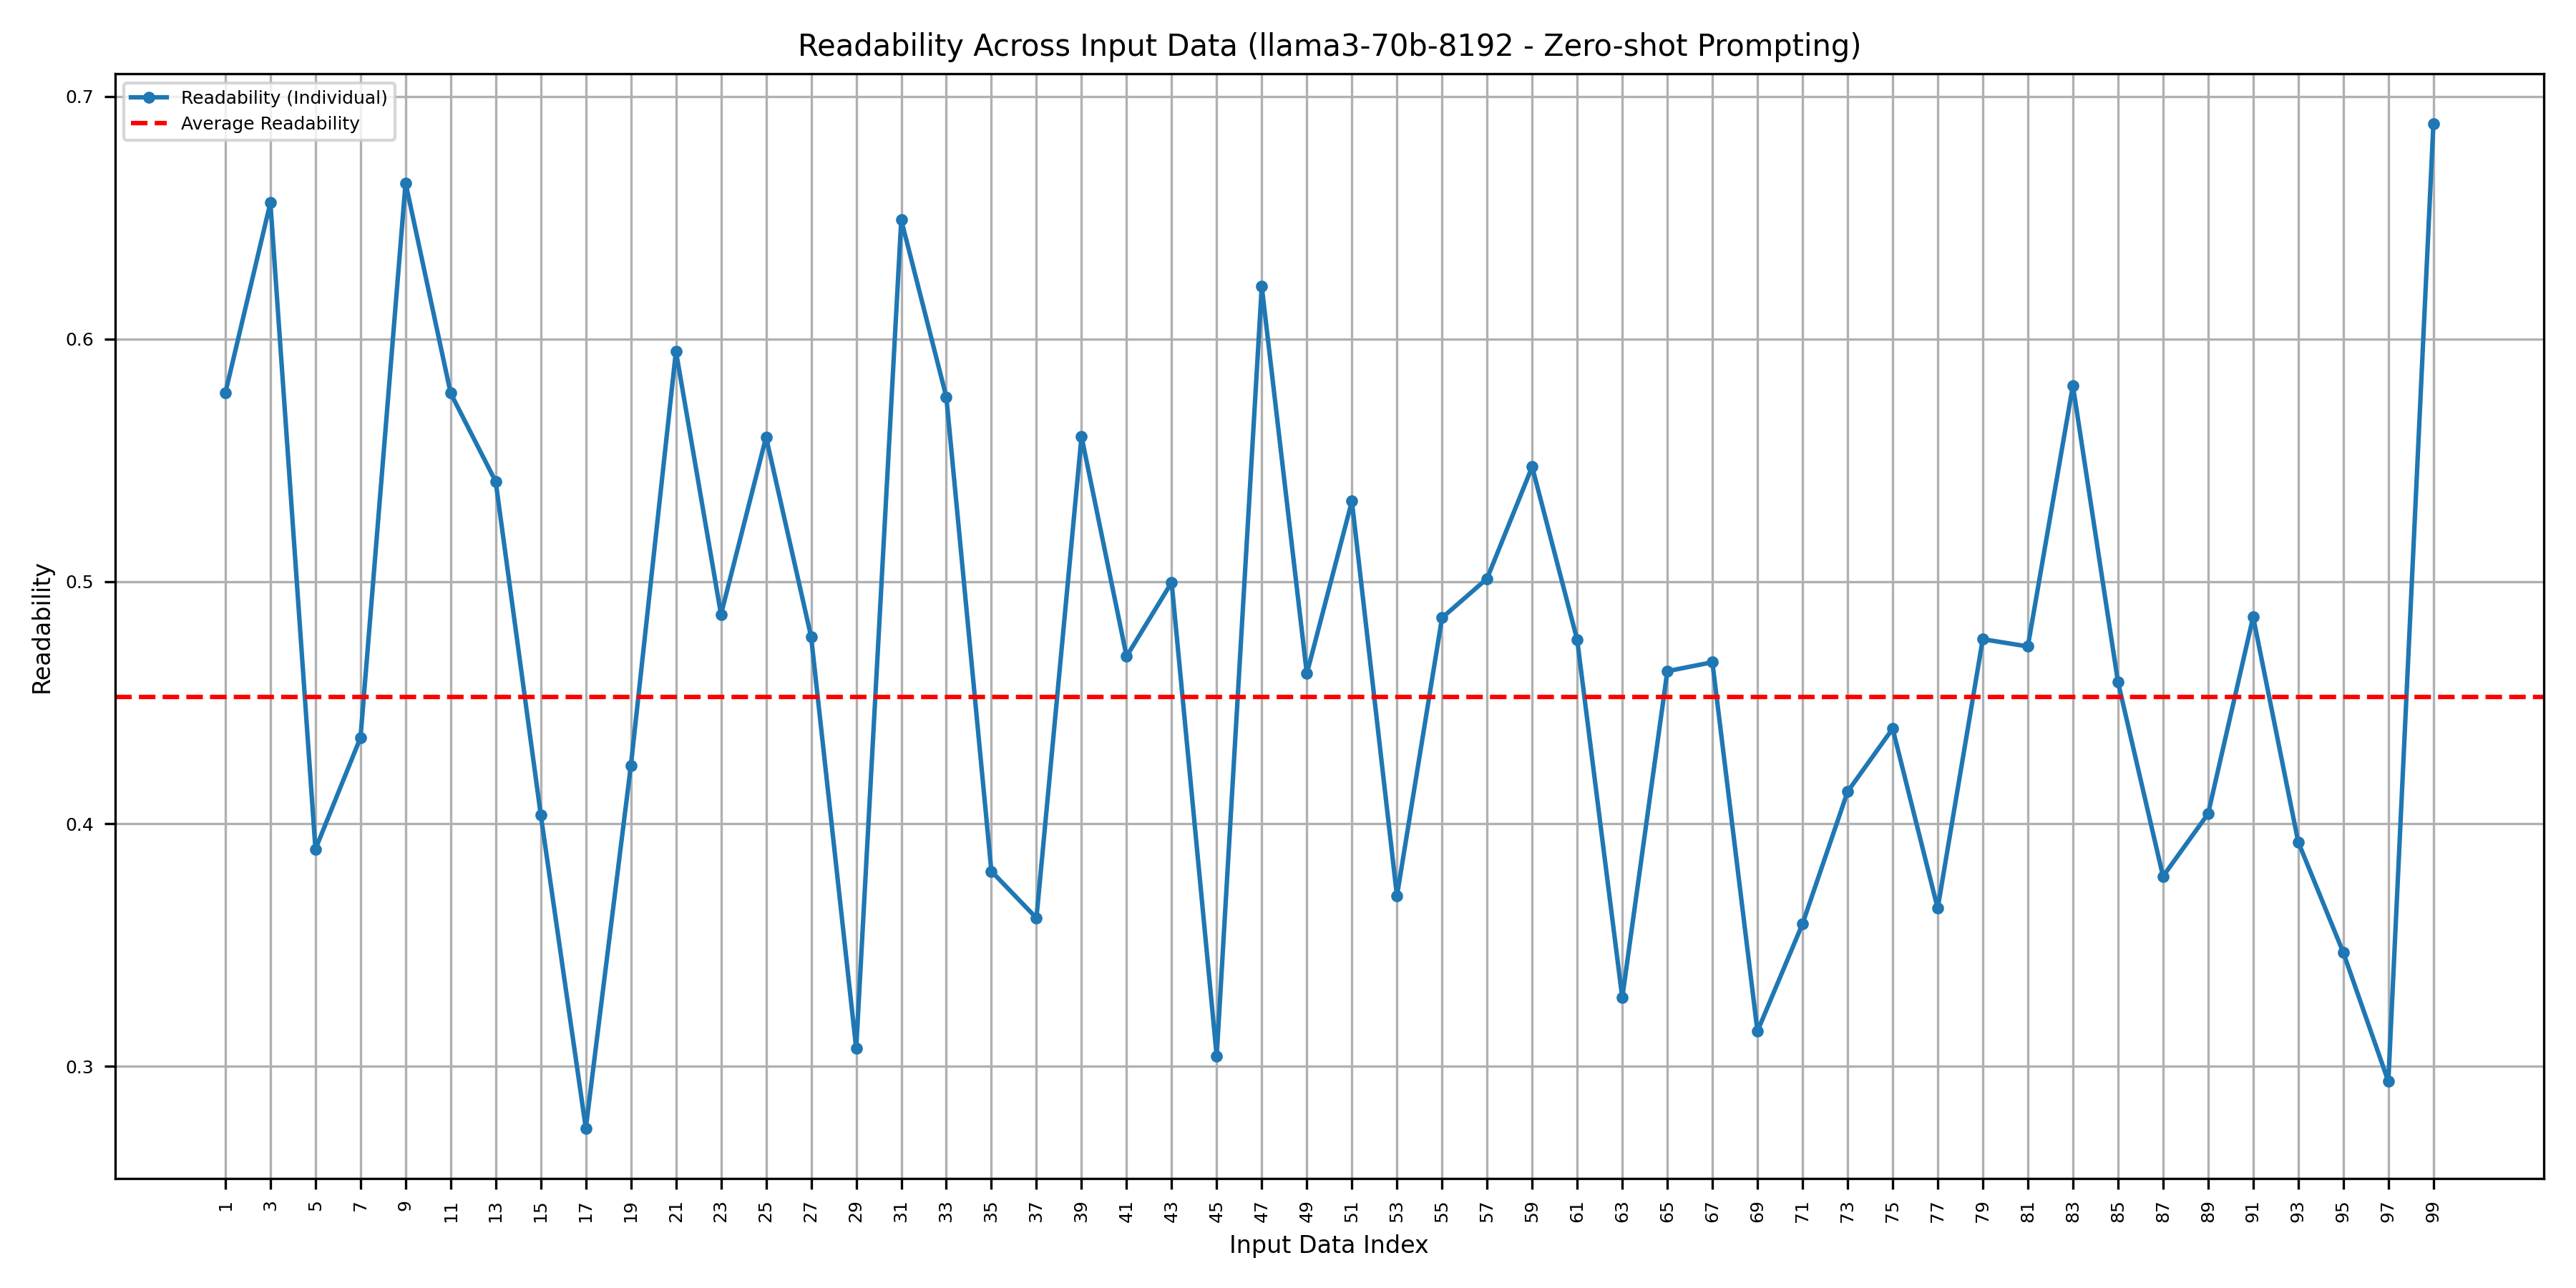 Readability Across Input Data (llama3-70b-8192 - Zero-shot Prompting)
Readability (Individual)
Average Readability
0.7
0.6
0.5
0.4
0.3
Readability
1 3 5 7 9 11 13 15 17 19 21 23 25 27 29 31 33 35 37 39 41 43 45 47 49 51 53 55 57 59 61 63 65 67 69 71 73 75 77 79 81 83 85 87 89 91 93 95 97 99
Input Data Index